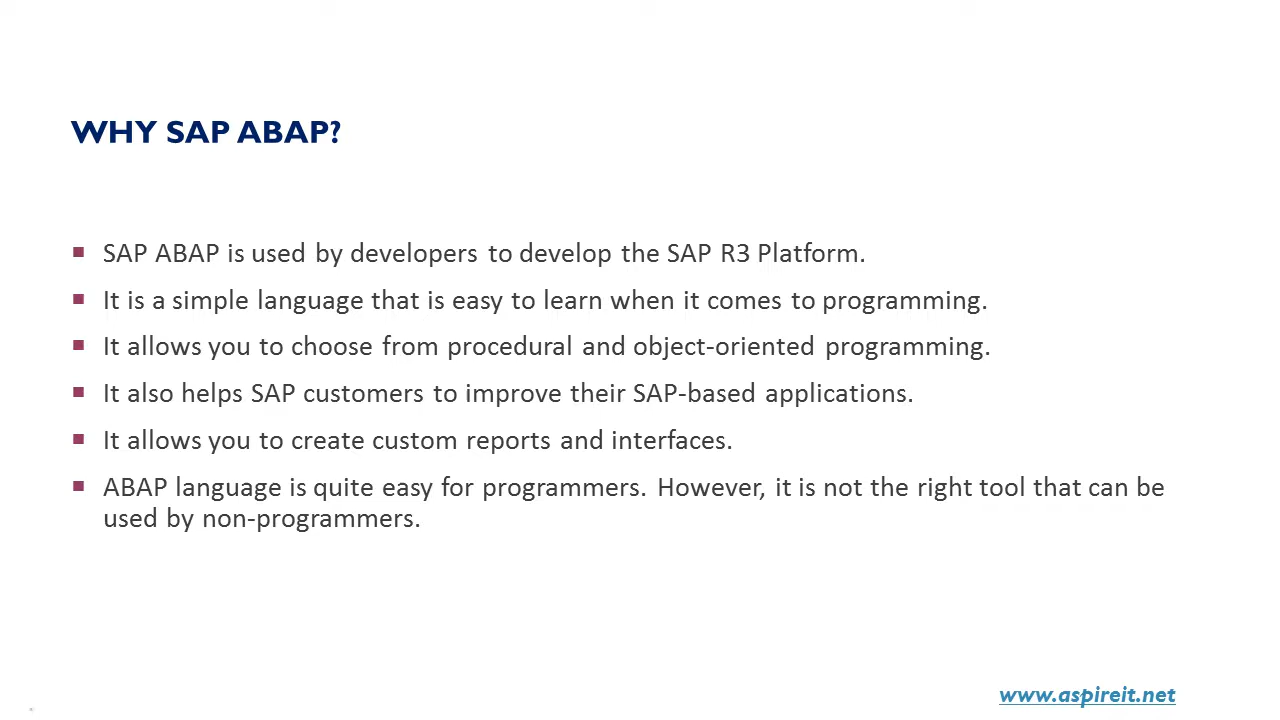 WHY SAP ABAP?
▪ SAP ABAP is used by developers to develop the SAP R3 Platform.
▪ It is a simple language that is easy to learn when it comes to programming.
▪ It allows you to choose from procedural and object-oriented programming.
▪ It also helps SAP customers to improve their SAP-based applications.
▪ It allows you to create custom reports and interfaces.
▪ ABAP language is quite easy for programmers. However, it is not the right tool that can be
used by non-programmers.
www.aspireit.net